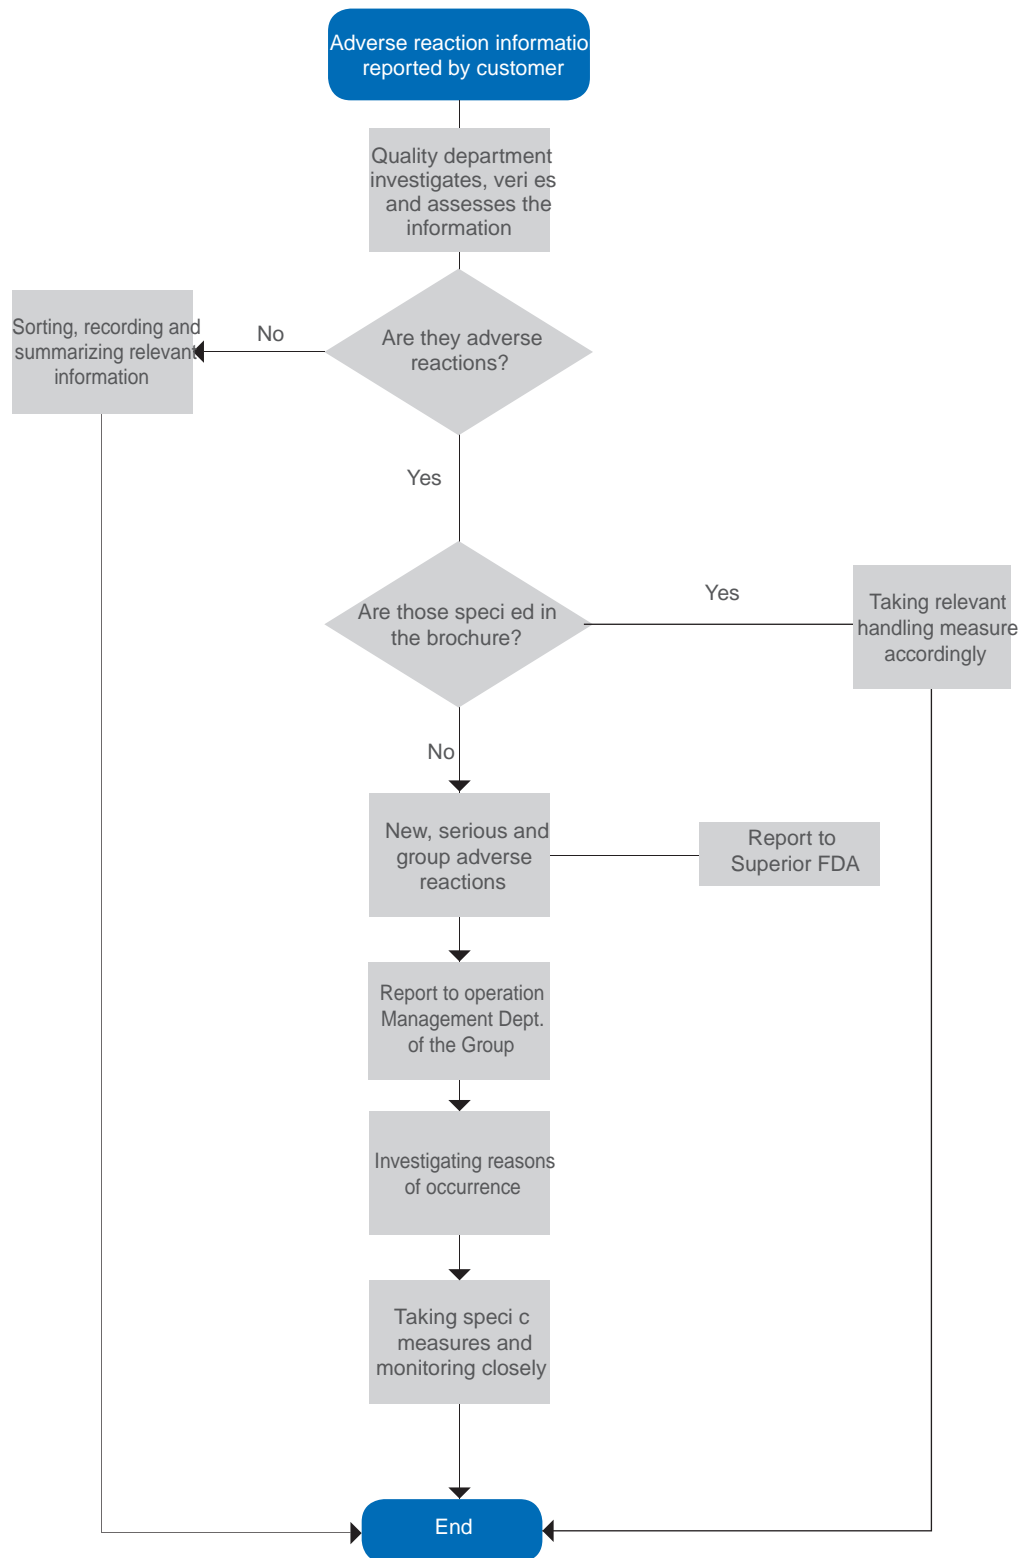 Adverse reaction informatio
reported by customer
Quality department
investigates, veri es
and assesses the
information
Are they adverse
reactions?
No
Sorting, recording and
summarizing relevant
information
Yes
Are those speci ed in
the brochure?
Yes
Taking relevant
handling measure
accordingly
No
New, serious and
group adverse
reactions
Report to
Superior FDA
Report to operation
Management Dept.
of the Group
Investigating reasons
of occurrence
Taking speci c
measures and
monitoring closely
End